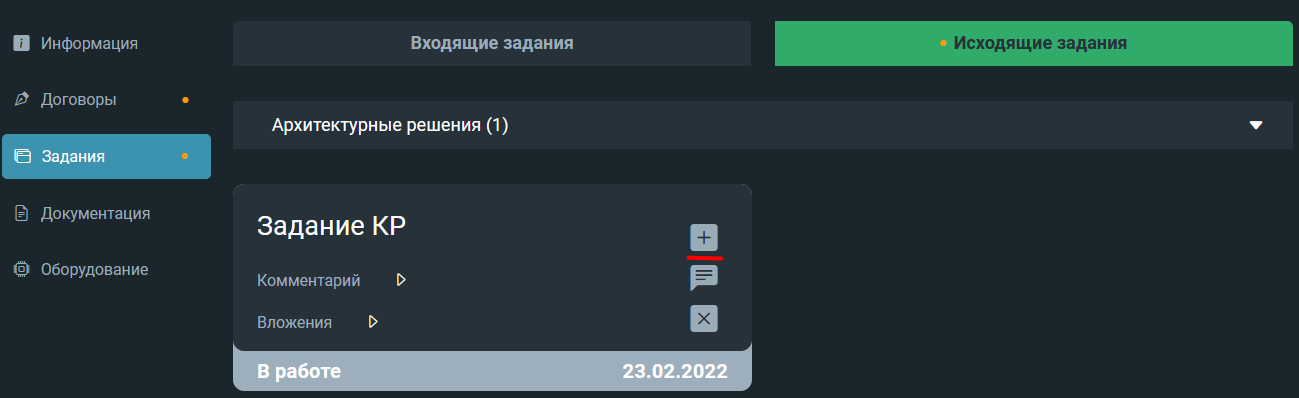 Информация
Договоры
Задания
Документация
Оборудование
Входящие задания
Исходящие задания
Архитектурные решения (1)
Задание КР
Комментарий
Вложения
В работе 23.02.2022